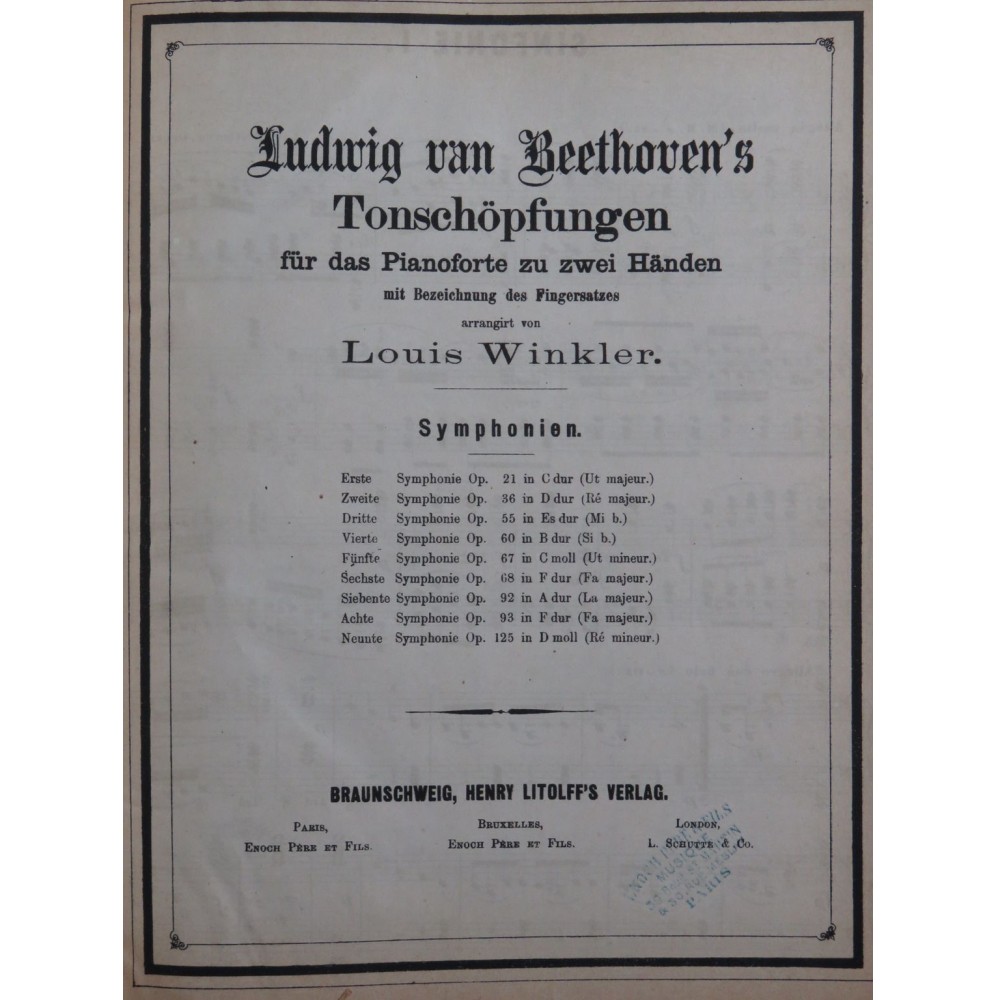 Ludwig van Beethoven's
Tonschöpfungen
für das Pianoforte zu zwei Händen
mit Bezeichnung des Fingersatzes
arrangirt von
Louis Winkler.
Symphonien.
Erste Symphonie Op. 21 in C dur (Ut majeur.)
Zweite Symphonie Op. 36 in D dur (Ré majeur.)
Dritte Symphonie Op. 55 in Es dur (Mi b.)
Vierte Symphonie Op. 60 in B dur (Si b.)
Fünfte Symphonie Op. 67 in C moll (Ut mineur.)
Sechste Symphonie Op. 68 in F dur (Fa majeur.)
Siebente Symphonie Op. 92 in A dur (La majeur.)
Achte Symphonie Op. 93 in F dur (Fa majeur.)
Neunte Symphonie Op. 125 in D moll (Ré mineur.)
BRAUNSCHWEIG, HENRY LITOLFF'S VERLAG.
PARIS,
ENOCH PÈRE ET FILS.
BRUXELLES,
ENOCH PÈRE ET FILS.
LONDON,
L. SCHUTTE & CO.
ENOCH PÈRE & FILS
MUSIQUE
PARIS